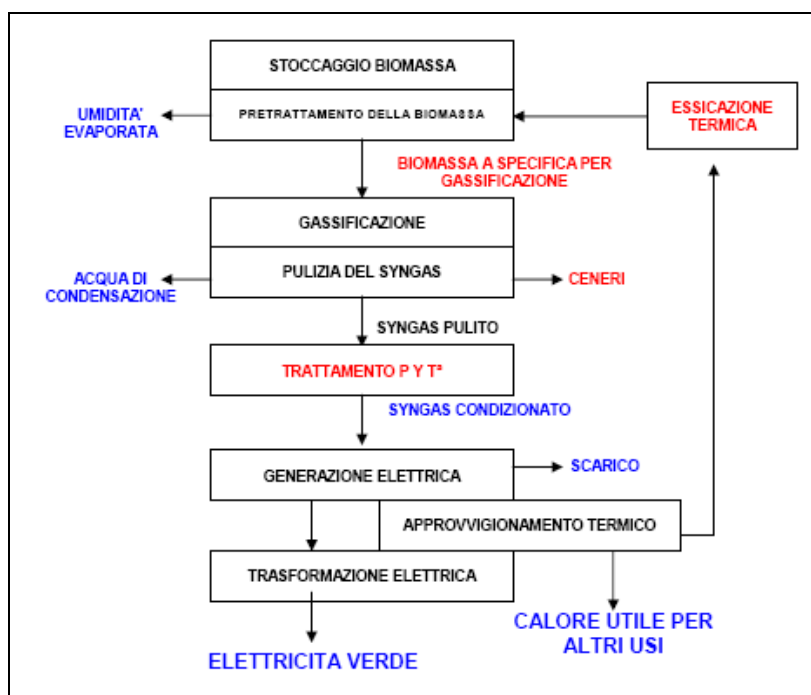 STOCCAGGIO BIOMASSA
ESSICAZIONE
TERMICA
UMIDITA'
EVAPORATA
PRETRATTAMENTO DELLA BIOMASSA
BIOMASSA A SPECIFICA PER
GASSIFICAZIONE
GASSIFICAZIONE
ACQUA DI
CONDENSAZIONE
PULIZIA DEL SYNGAS
CENERI
SYNGAS PULITO
TRATTAMENTO P Y Tª
SYNGAS CONDIZIONATO
GENERAZIONE ELETTRICA
SCARICO
APPROVVIGIONAMENTO TERMICO
TRASFORMAZIONE ELETTRICA
ELETTRICITA VERDE
CALORE UTILE PER
ALTRI USI